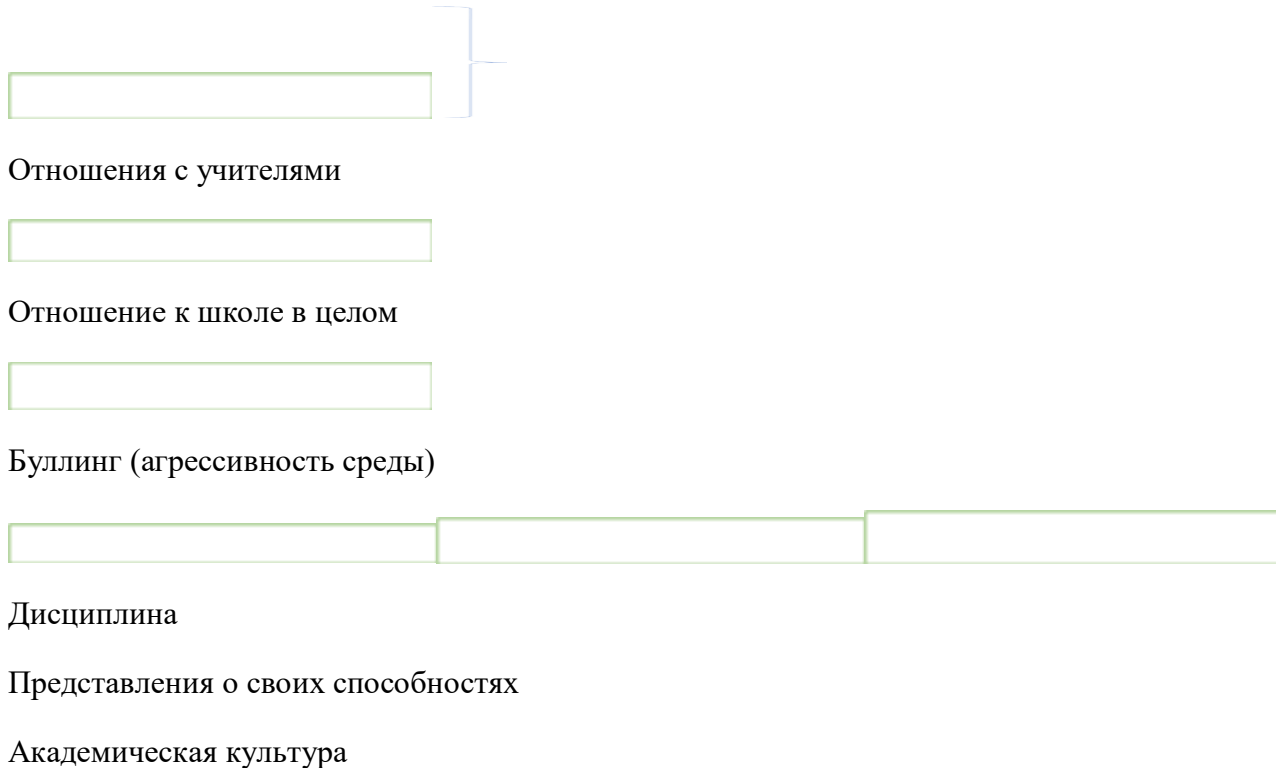 Отношения с учителями
Отношение к школе в целом
Буллинг (агрессивность среды)
Дисциплина
Представления о своих способностях
Академическая культура